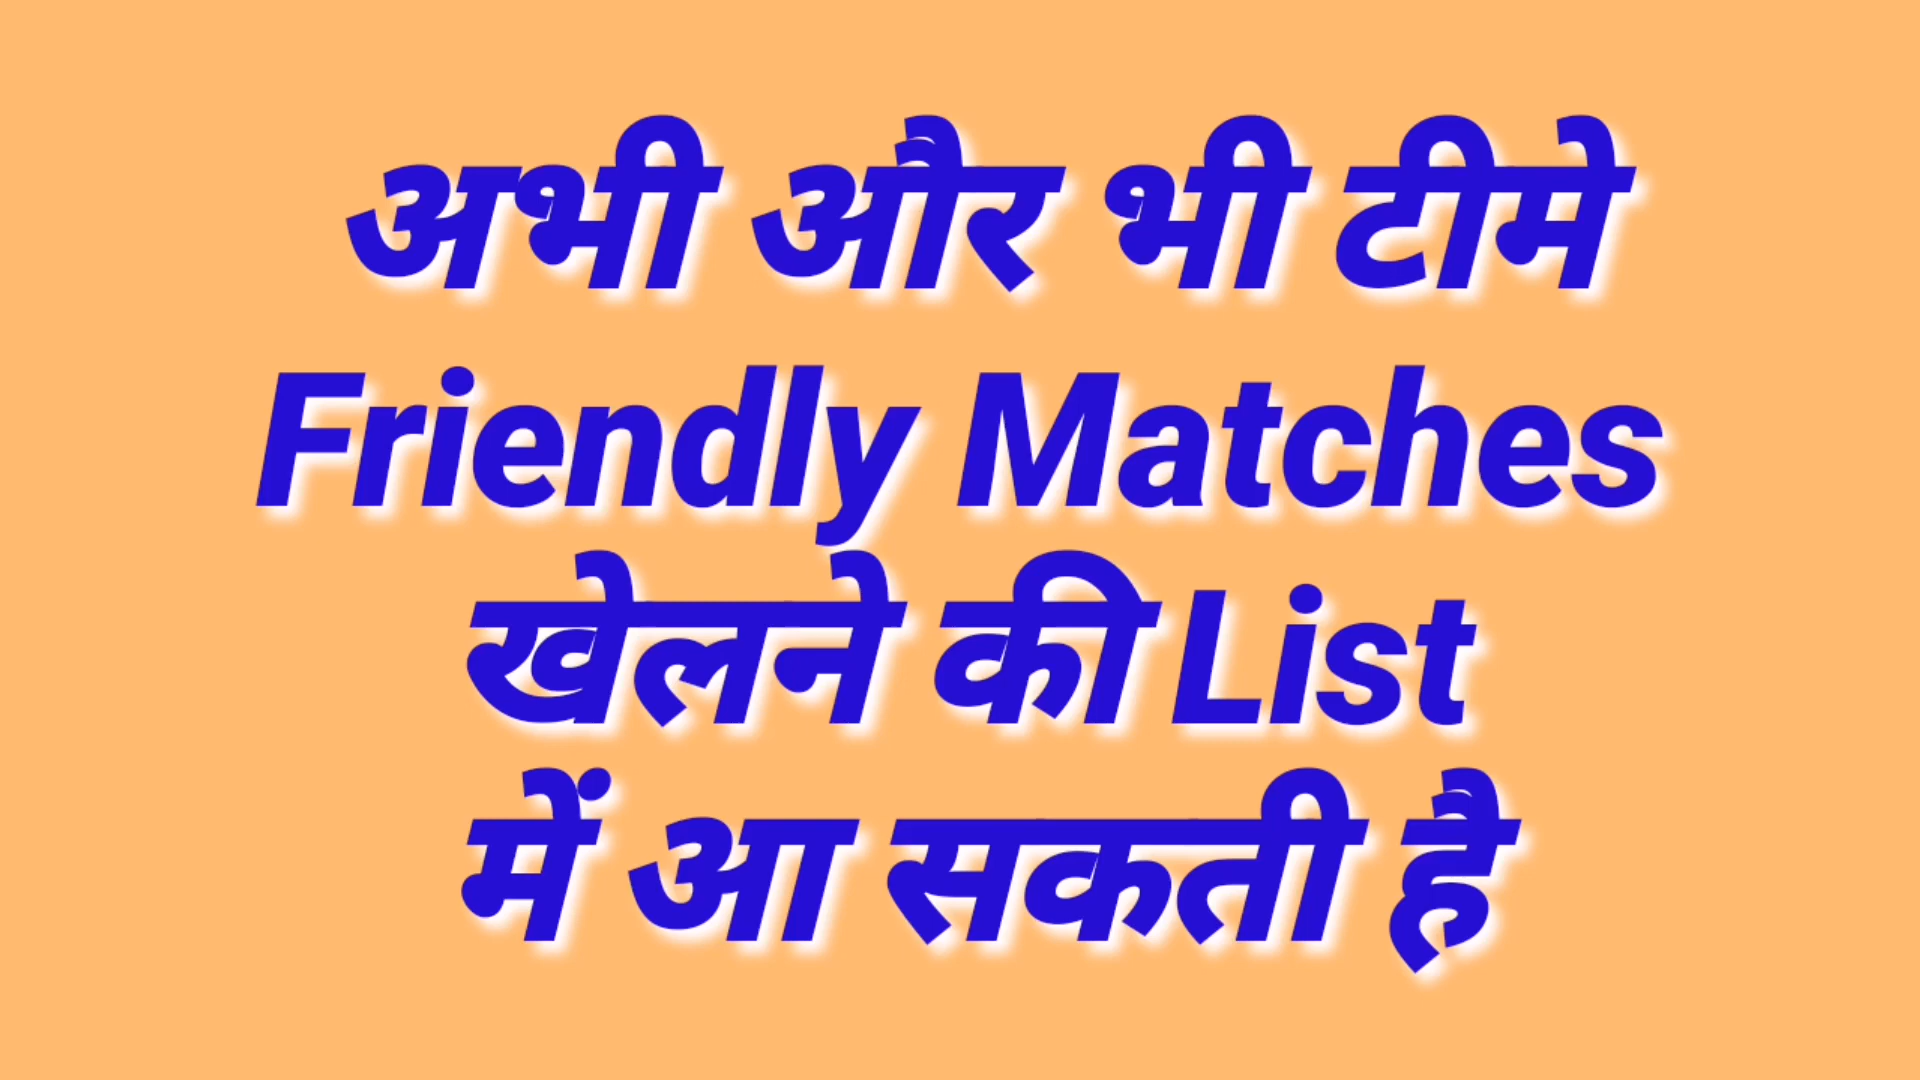 अभी और भी टीमे
Friendly Matches
खेलने की List
में आ सकती है